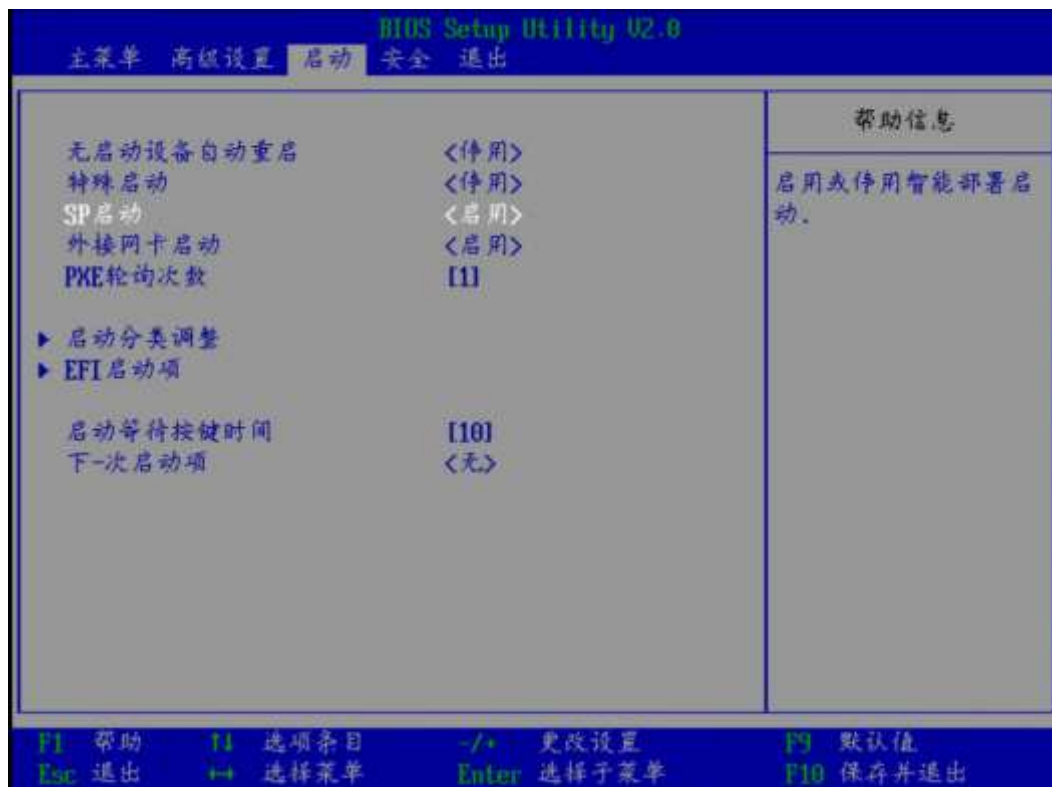 BIOS Setup Utility V2.0
主菜单 高级设置 启动 安全 退出
帮助信息
无启动设备自动重启 <停用>
特殊启动 <停用>
启用或停用智能部署启
SP启动 <启用>
动.
外接网卡启动 <启用>
PXE轮询次数 [1]
启动分类调整
EFI启动项
启动等待按键时间 [10]
下一次启动项 <无>
F1 帮助 ↑↓ 选项条目 -/+ 更改设置 F9 默认值
Esc 退出 ←→ 选择菜单 Enter 选择子菜单 F10 保存并退出